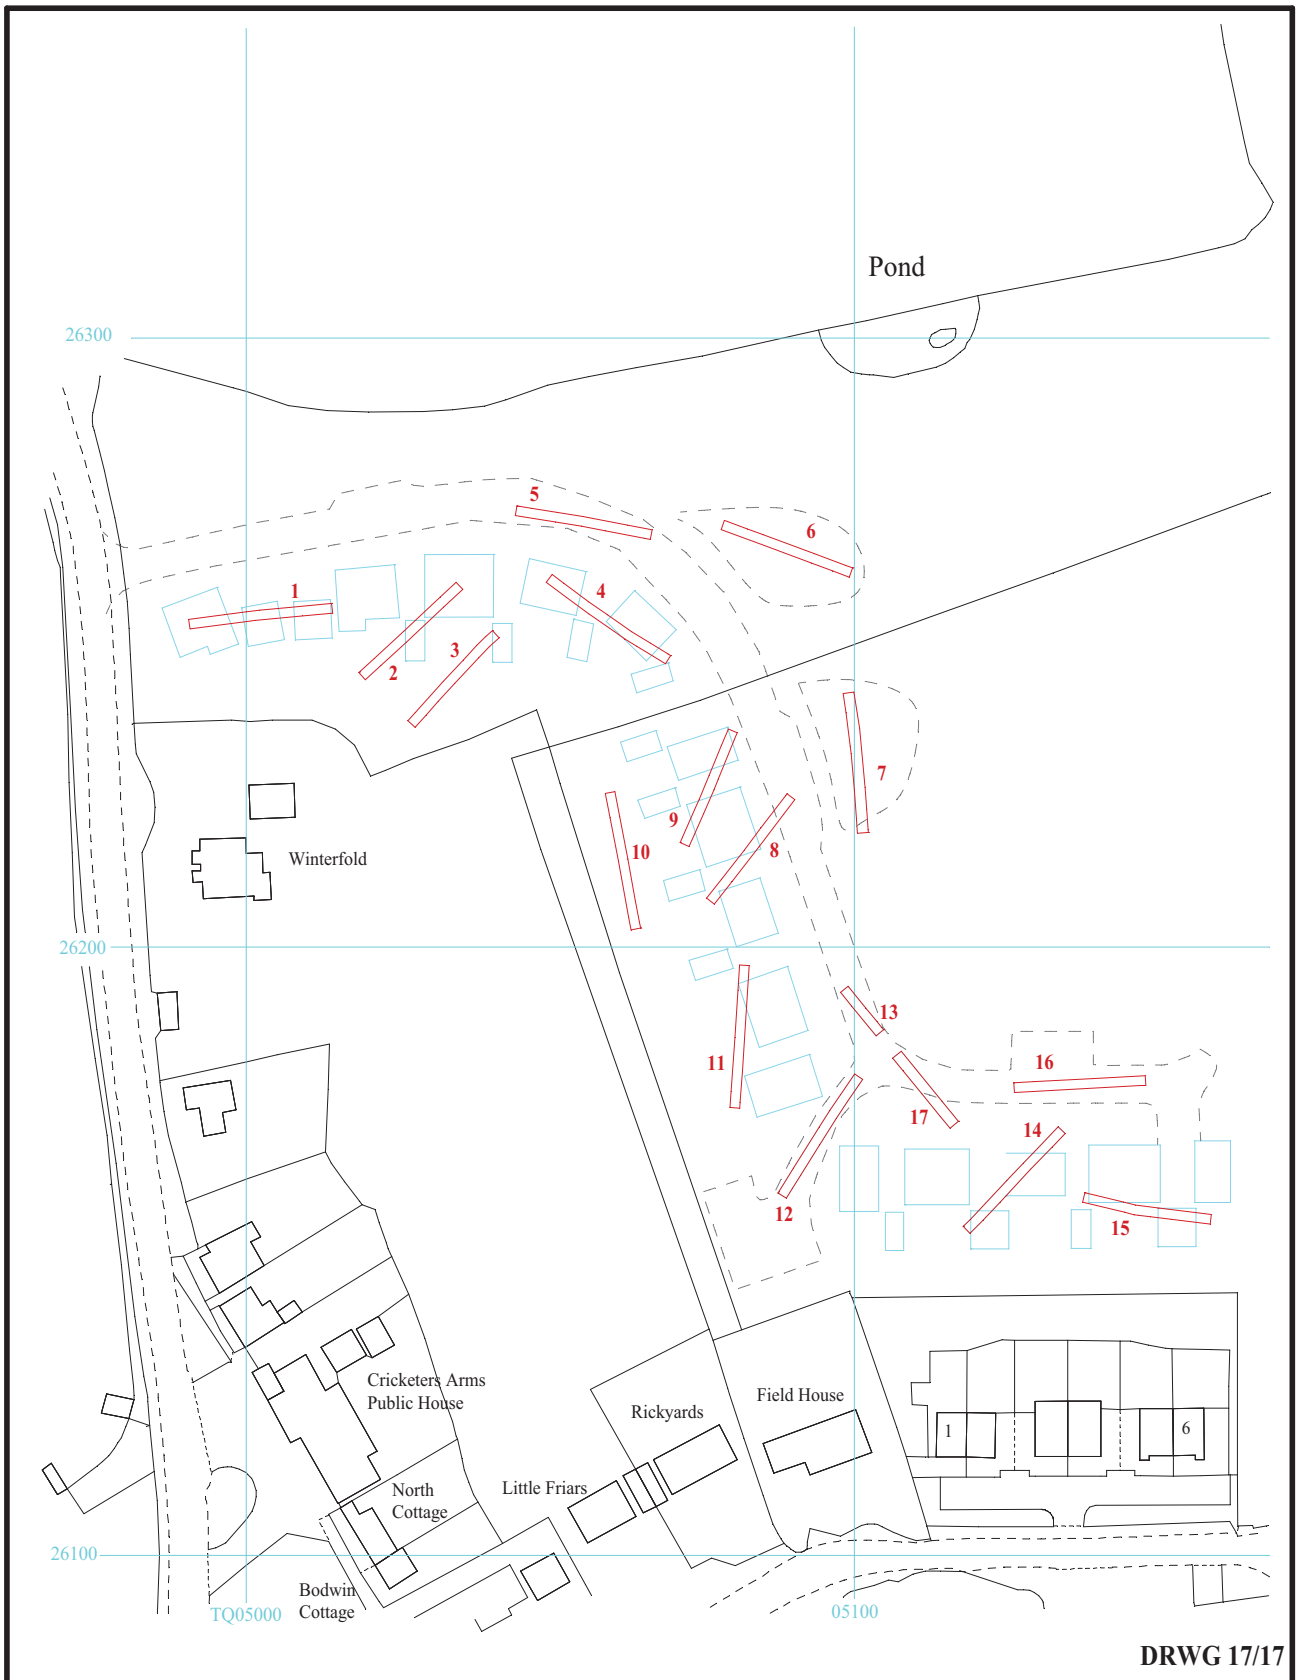 Pond
26300
5
6
1
4
3
2
7
9
8
10
Winterfold
26200
13
11
16
17
14
12
15
Cricketers Arms
Public House
Field House
Rickyards
1
6
Little Friars
North
Cottage
26100
Bodwin
Cottage
TQ05000
05100
DRWG 17/17